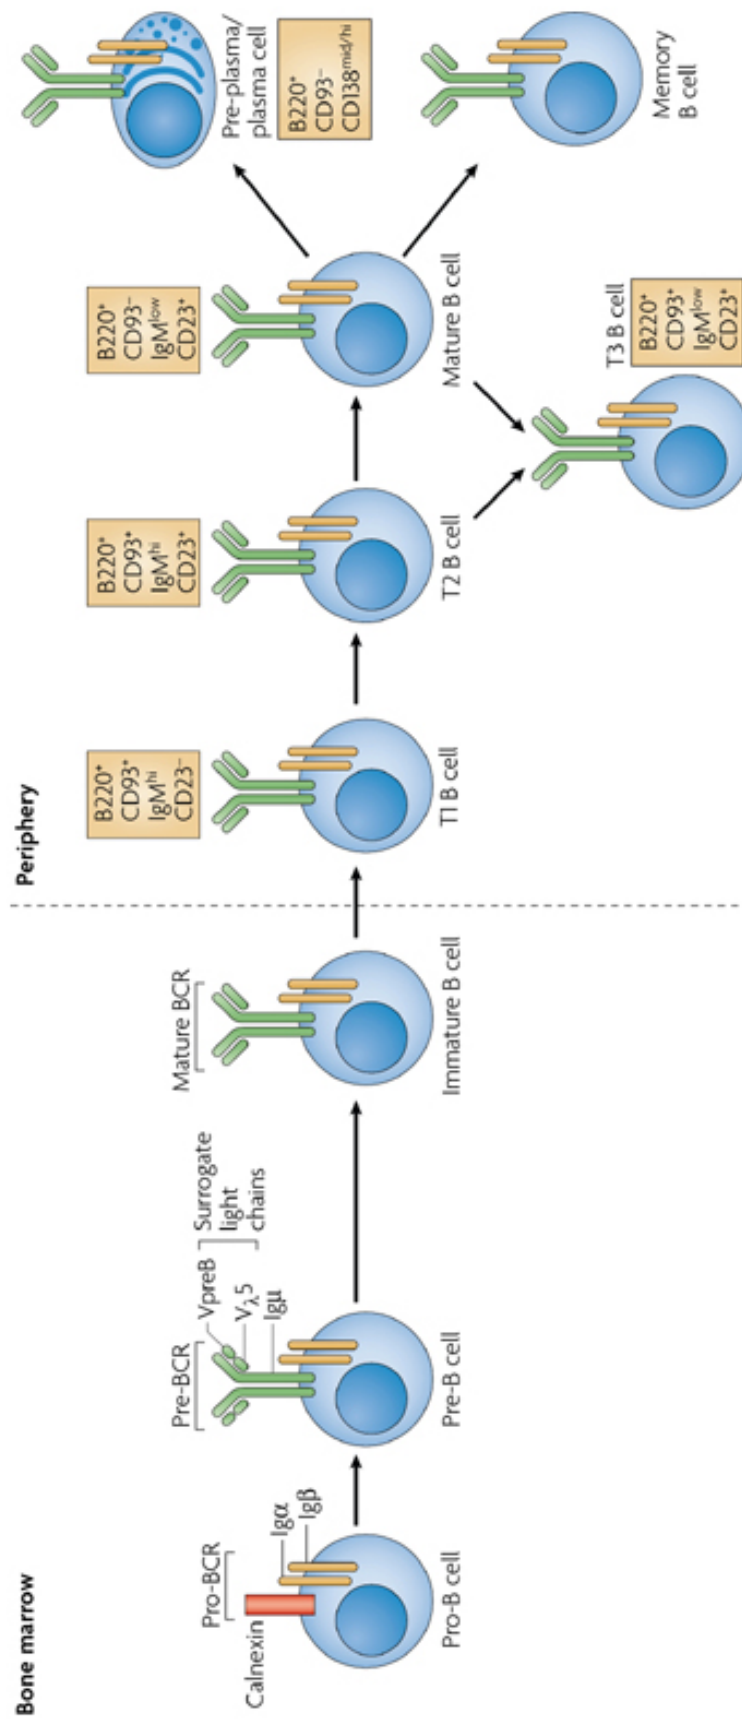 Bone marrow
Periphery
Pro-BCR
Calnexin
Igα
Igβ
Pro-B cell
Pre-BCR
VpreB
Vλ5
Igμ
Surrogate
light
chains
Pre-B cell
Mature BCR
Immature B cell
B220⁺
CD93⁺
IgMʰⁱ
CD23⁻
T1 B cell
B220⁺
CD93⁺
IgMʰⁱ
CD23⁺
T2 B cell
B220⁺
CD93⁻
IgMˡᵒʷ
CD23⁺
Mature B cell
T3 B cell
B220⁺
CD93⁺
IgMˡᵒʷ
CD23⁺
Pre-plasma/
plasma cell
B220⁺
CD93⁻
CD138ᵐⁱᵈ/ʰⁱ
Memory
B cell